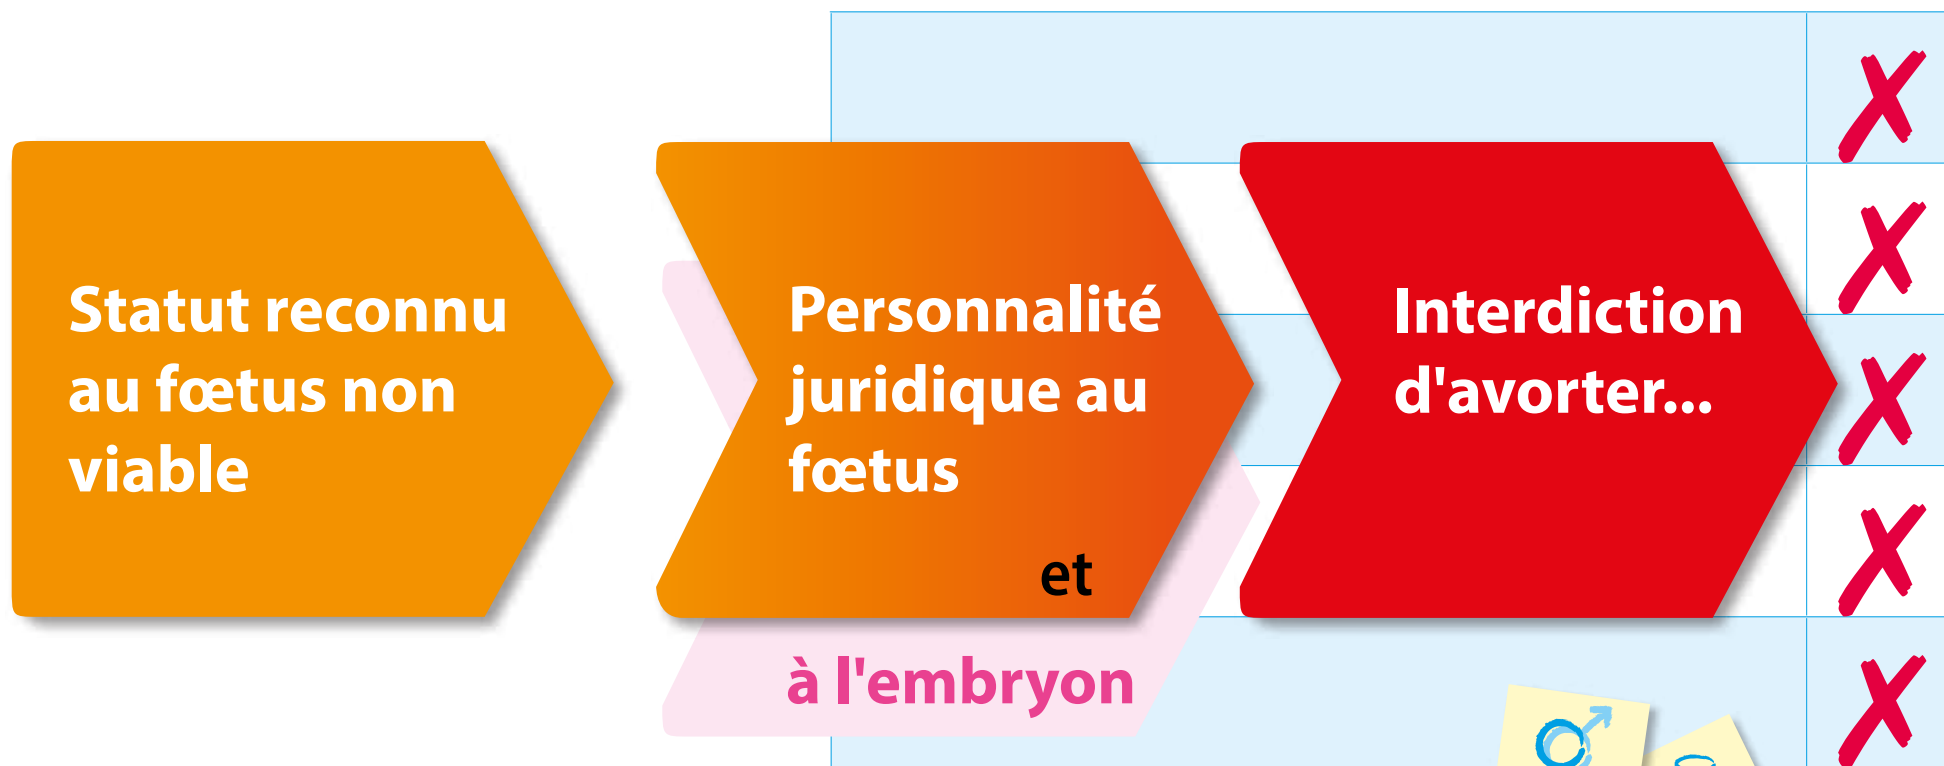 Statut reconnu
au fœtus non
viable
Personnalité
juridique au
fœtus
et
à l'embryon
Interdiction
d'avorter...